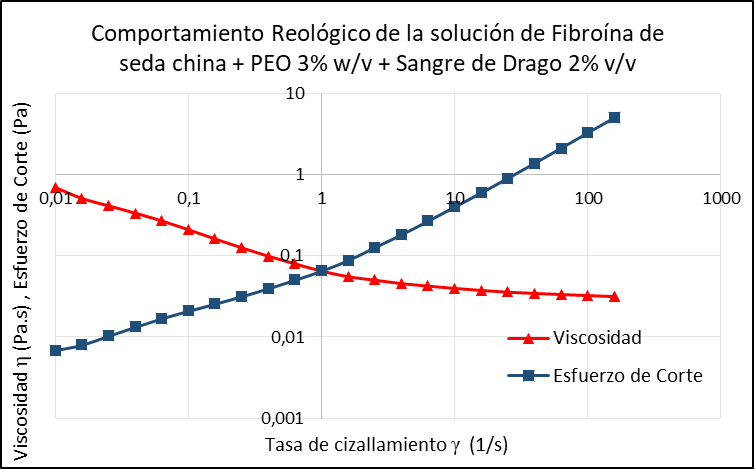 Comportamiento Reológico de la solución de Fibroína de
seda china + PEO 3% w/v + Sangre de Drago 2% v/v
Viscosidad η (Pa.s) , Esfuerzo de Corte (Pa)
10
1
0,01 0,1 1 10 100 1000
0,1
0,01
0,001
Viscosidad
Esfuerzo de Corte
Tasa de cizallamiento γ (1/s)